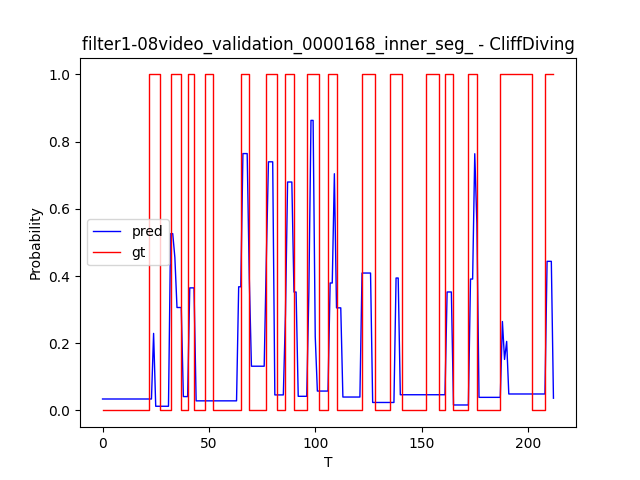 filter1-08video_validation_0000168_inner_seg_ - CliffDiving
1.0
0.8
0.6
0.4
0.2
0.0
Probability
pred
gt
0
50
100
150
200
T